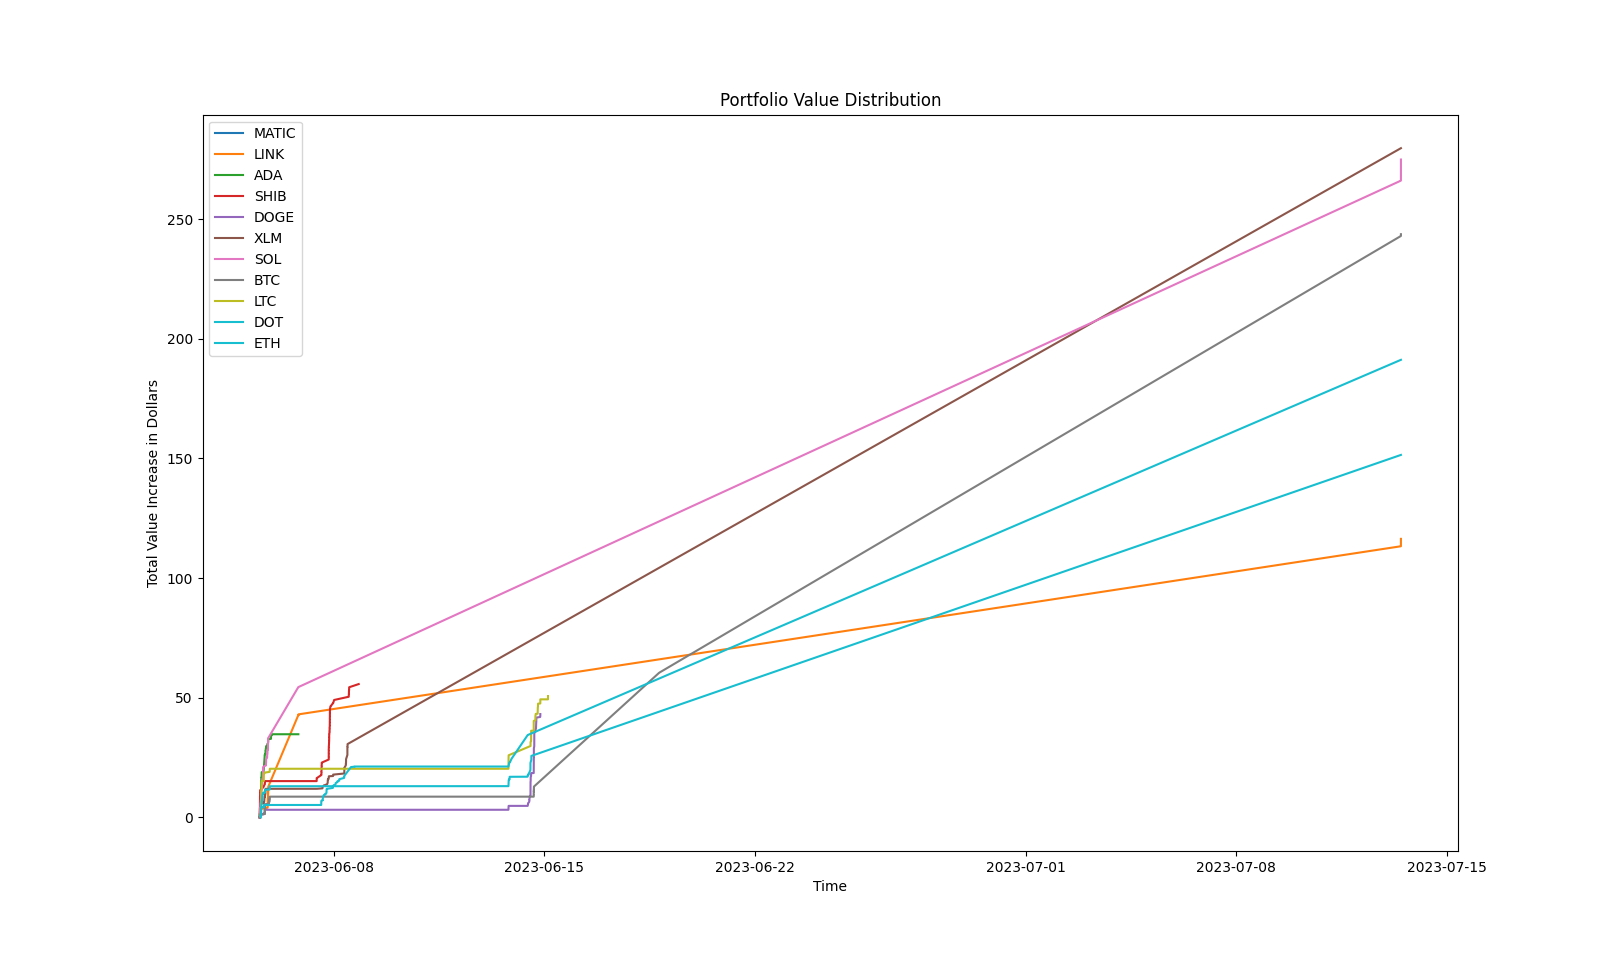 Portfolio Value Distribution
MATIC
LINK
ADA
SHIB
DOGE
XLM
SOL
BTC
LTC
DOT
ETH
Total Value Increase in Dollars
250
200
150
100
50
0
2023-06-08 2023-06-15 2023-06-22 2023-07-01 2023-07-08 2023-07-15
Time